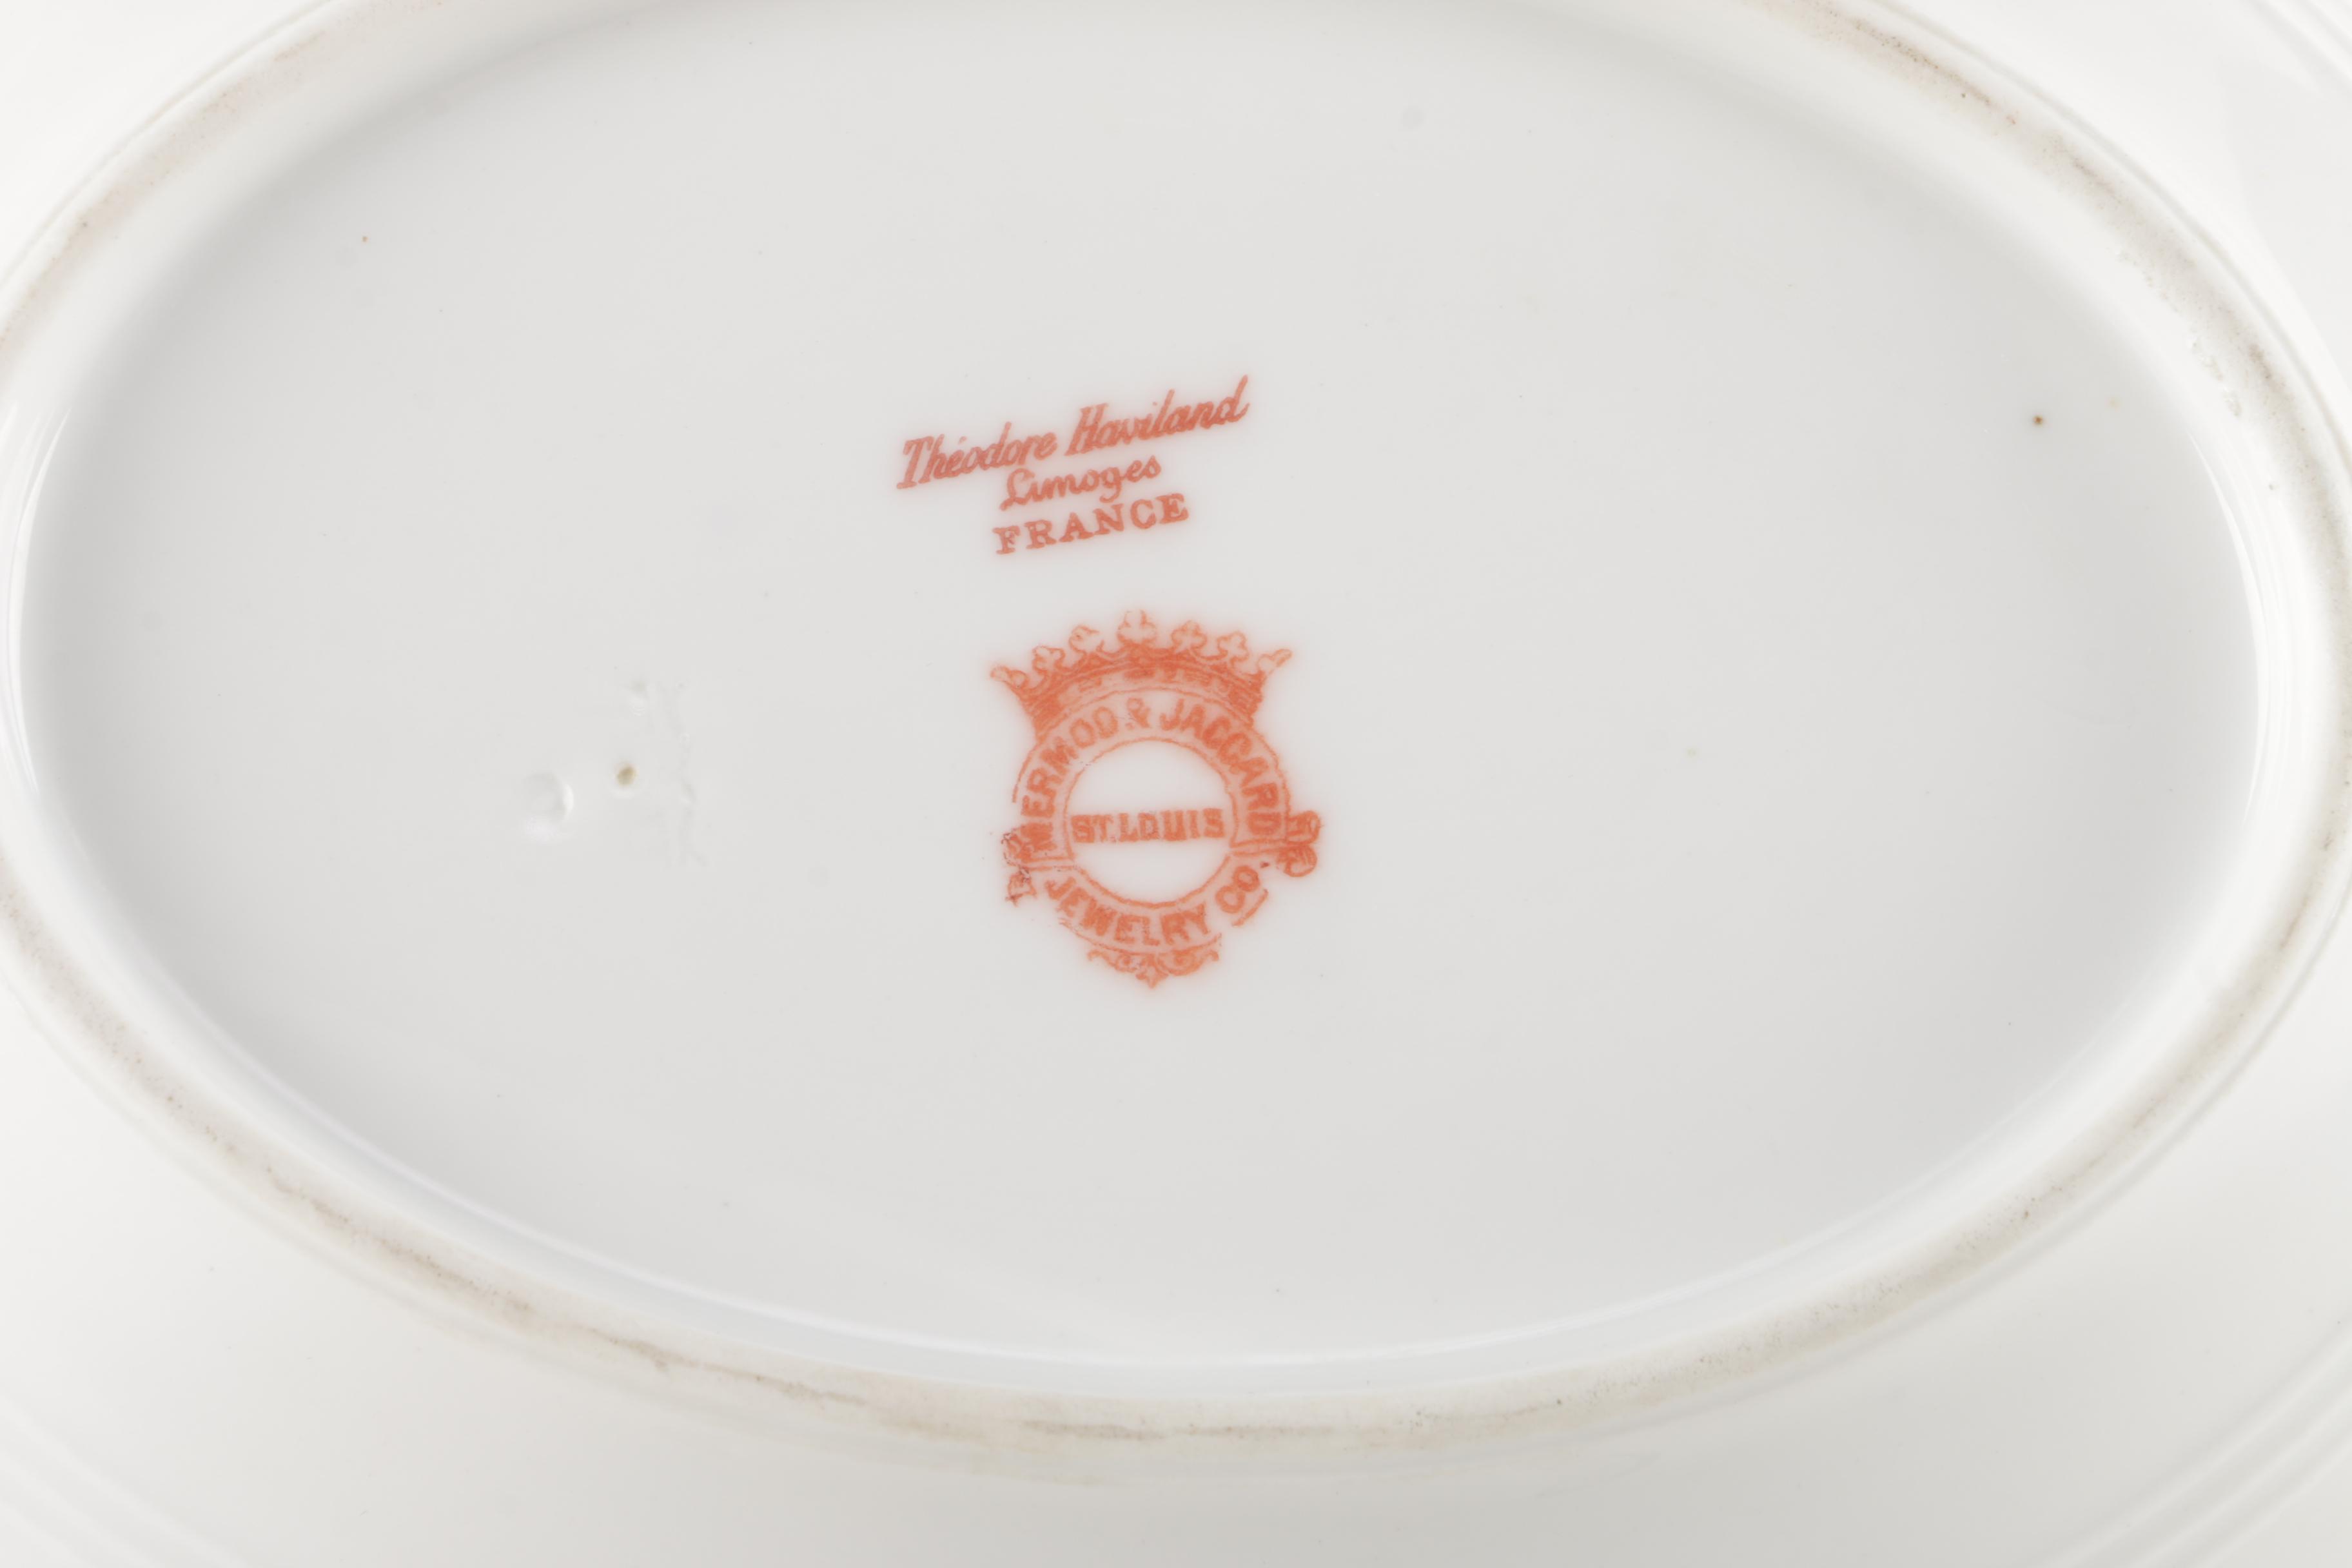 Théodore Haviland
Limoges
FRANCE
MERMOD & JACCARD
ST. LOUIS
JEWELRY CO.